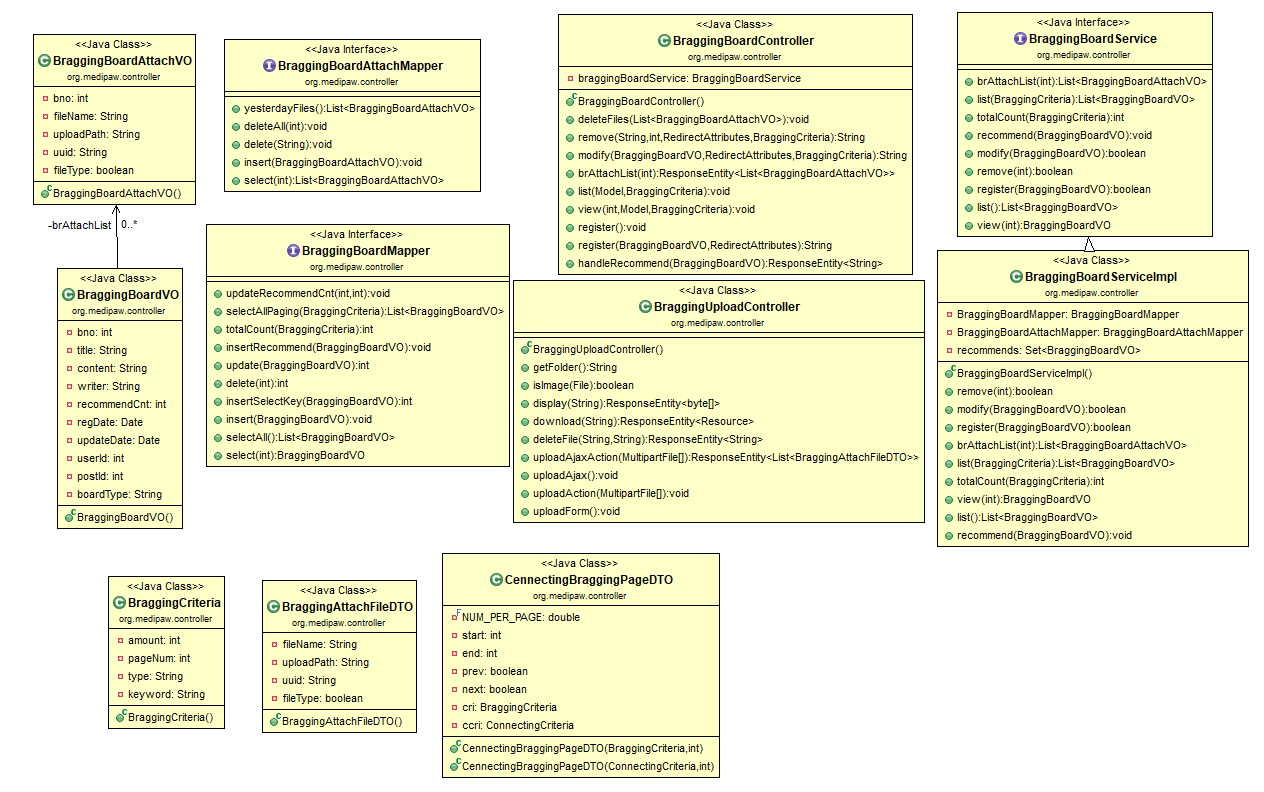 <<Java Class>>
BraggingBoardAttachVO
org.medipaw.controller
bno: int
fileName: String
uploadPath: String
uuid: String
fileType: boolean
BraggingBoardAttachVO()
-brAttachList
0..*
<<Java Class>>
BraggingBoardVO
org.medipaw.controller
bno: int
title: String
content: String
writer: String
recommendCnt: int
regDate: Date
updateDate: Date
userId: int
postId: int
boardType: String
BraggingBoardVO()
<<Java Interface>>
BraggingBoardAttachMapper
org.medipaw.controller
yesterdayFiles():List<BraggingBoardAttachVO>
deleteAll(int):void
delete(String):void
insert(BraggingBoardAttachVO):void
select(int):List<BraggingBoardAttachVO>
<<Java Interface>>
BraggingBoardMapper
org.medipaw.controller
updateRecommendCnt(int,int):void
selectAllPaging(BraggingCriteria):List<BraggingBoardVO>
totalCount(BraggingCriteria):int
insertRecommend(BraggingBoardVO):void
update(BraggingBoardVO):int
delete(int):int
insertSelectKey(BraggingBoardVO):int
insert(BraggingBoardVO):void
selectAll():List<BraggingBoardVO>
select(int):BraggingBoardVO
<<Java Class>>
BraggingBoardController
org.medipaw.controller
braggingBoardService: BraggingBoardService
BraggingBoardController()
deleteFiles(List<BraggingBoardAttachVO>):void
remove(String,int,RedirectAttributes,BraggingCriteria):String
modify(BraggingBoardVO,RedirectAttributes,BraggingCriteria):String
brAttachList(int):ResponseEntity<List<BraggingBoardAttachVO>>
list(Model,BraggingCriteria):void
view(int,Model,BraggingCriteria):void
register():void
register(BraggingBoardVO,RedirectAttributes):String
handleRecommend(BraggingBoardVO):ResponseEntity<String>
<<Java Class>>
BraggingUploadController
org.medipaw.controller
BraggingUploadController()
getFolder():String
isImage(File):boolean
display(String):ResponseEntity<byte[]>
download(String):ResponseEntity<Resource>
deleteFile(String,String):ResponseEntity<String>
uploadAjaxAction(MultipartFile[]):ResponseEntity<List<BraggingAttachFileDTO>>
uploadAjax():void
uploadAction(MultipartFile[]):void
uploadForm():void
<<Java Interface>>
BraggingBoardService
org.medipaw.controller
brAttachList(int):List<BraggingBoardAttachVO>
list(BraggingCriteria):List<BraggingBoardVO>
totalCount(BraggingCriteria):int
recommend(BraggingBoardVO):void
modify(BraggingBoardVO):boolean
remove(int):boolean
register(BraggingBoardVO):boolean
list():List<BraggingBoardVO>
view(int):BraggingBoardVO
<<Java Class>>
BraggingBoardServiceImpl
org.medipaw.controller
BraggingBoardMapper: BraggingBoardMapper
BraggingBoardAttachMapper: BraggingBoardAttachMapper
recommends: Set<BraggingBoardVO>
BraggingBoardServiceImpl()
remove(int):boolean
modify(BraggingBoardVO):boolean
register(BraggingBoardVO):boolean
brAttachList(int):List<BraggingBoardAttachVO>
list(BraggingCriteria):List<BraggingBoardVO>
totalCount(BraggingCriteria):int
view(int):BraggingBoardVO
list():List<BraggingBoardVO>
recommend(BraggingBoardVO):void
<<Java Class>>
BraggingCriteria
org.medipaw.controller
amount: int
pageNum: int
type: String
keyword: String
BraggingCriteria()
<<Java Class>>
BraggingAttachFileDTO
org.medipaw.controller
fileName: String
uploadPath: String
uuid: String
fileType: boolean
BraggingAttachFileDTO()
<<Java Class>>
CennectingBraggingPageDTO
org.medipaw.controller
NUM_PER_PAGE: double
start: int
end: int
prev: boolean
next: boolean
cri: BraggingCriteria
ccri: ConnectingCriteria
CennectingBraggingPageDTO(BraggingCriteria,int)
CennectingBraggingPageDTO(ConnectingCriteria,int)